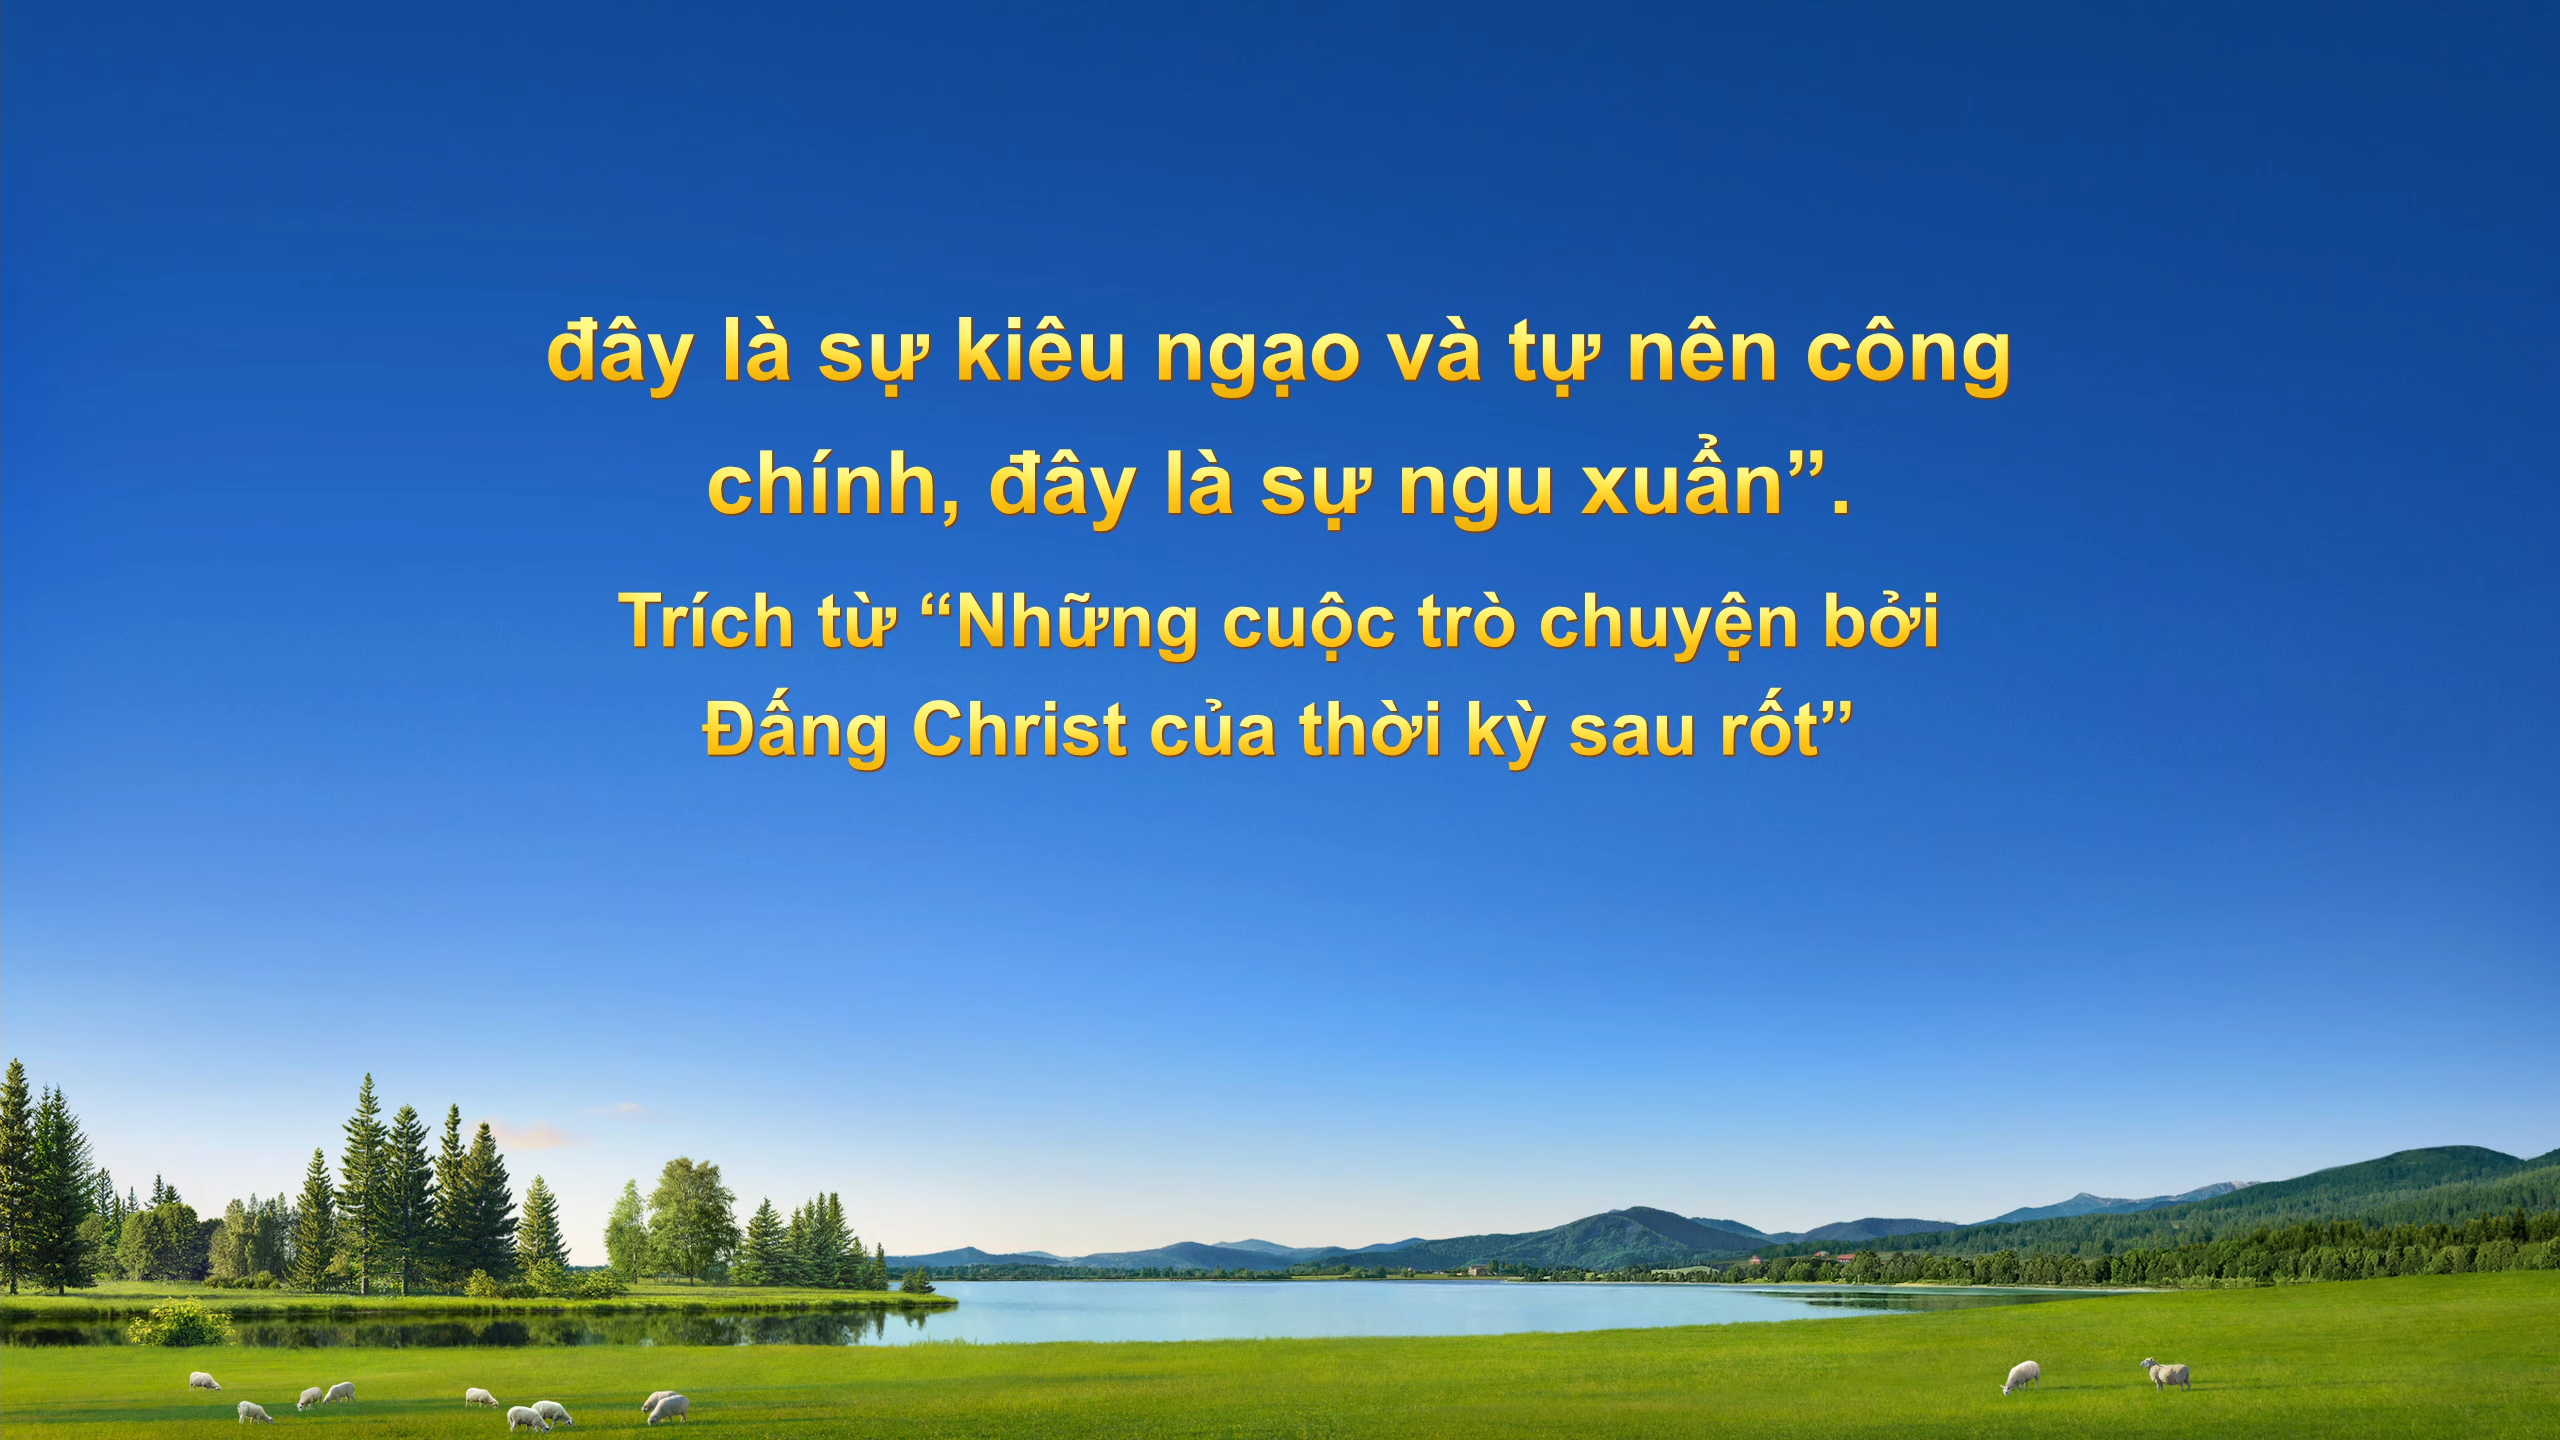 đây là sự kiêu ngạo và tự nên công
chính, đây là sự ngu xuẩn”.
Trích từ “Những cuộc trò chuyện bởi
Đấng Christ của thời kỳ sau rốt”